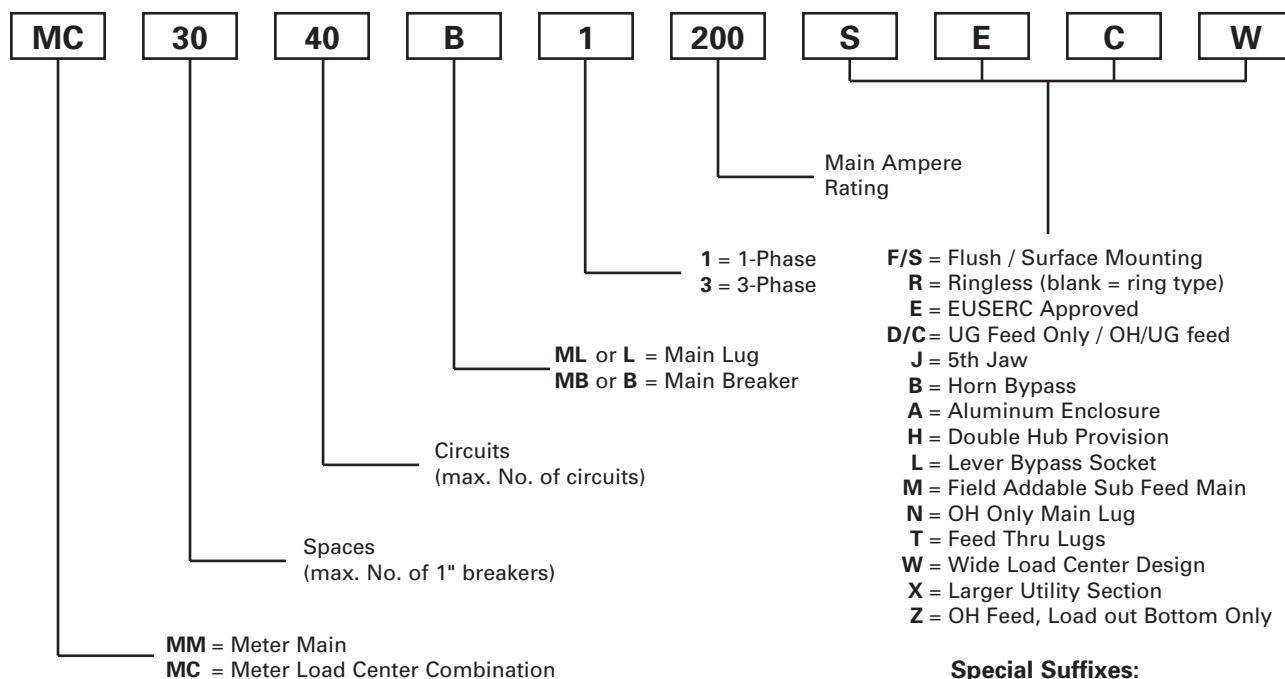 MC 30 40 B 1 200 S E C W
Main Ampere
Rating
1 = 1-Phase
3 = 3-Phase
ML or L = Main Lug
MB or B = Main Breaker
Circuits
(max. No. of circuits)
Spaces
(max. No. of 1" breakers)
MM = Meter Main
MC = Meter Load Center Combination
F/S = Flush / Surface Mounting
R = Ringless (blank = ring type)
E = EUSERC Approved
D/C= UG Feed Only / OH/UG feed
J = 5th Jaw
B = Horn Bypass
A = Aluminum Enclosure
H = Double Hub Provision
L = Lever Bypass Socket
M = Field Addable Sub Feed Main
N = OH Only Main Lug
T = Feed Thru Lugs
W = Wide Load Center Design
X = Larger Utility Section
Z = OH Feed, Load out Bottom Only
Special Suffixes: